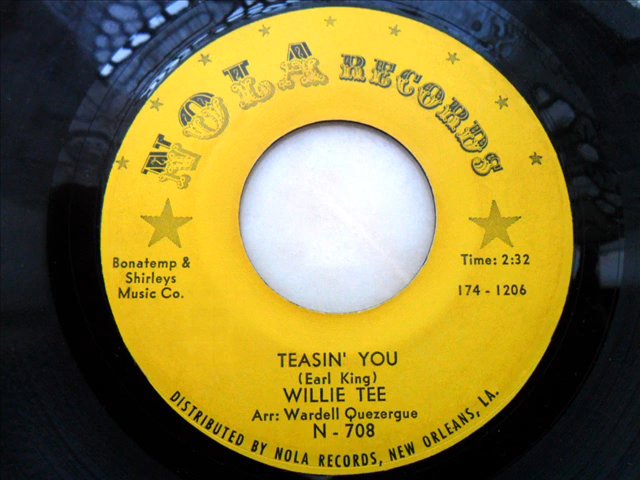 NOLA RECORDS
Bonatemp &
Shirleys
Music Co.
Time: 2:32
174 - 1206
TEASIN' YOU
(Earl King)
WILLIE TEE
Arr: Wardell Quezergue
N - 708
DISTRIBUTED BY NOLA RECORDS, NEW ORLEANS, LA.